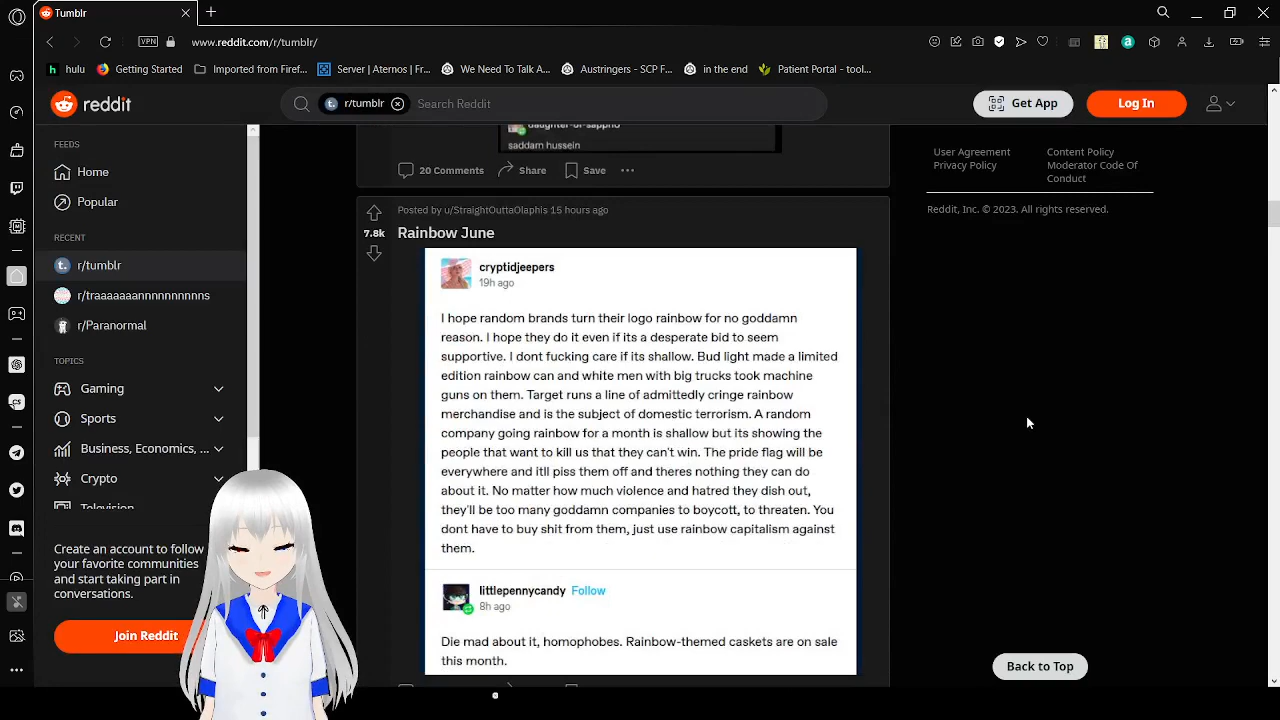 Tumblr
VPN
www.reddit.com/r/tumblr/
hulu
Getting Started
Imported from Firef...
Server | Aternos | Fr...
We Need To Talk A...
Austringers - SCP F...
in the end
Patient Portal - tool...
reddit
r/tumblr
Search Reddit
Get App
Log In
FEEDS
Home
Popular
RECENT
r/tumblr
r/traaaaaaannnnnnnnnns
r/Paranormal
TOPICS
Gaming
Sports
Business, Economics, ...
Crypto
Television
Create an account to follow
your favorite communities
and start taking part in
conversations.
Join Reddit
daughter-of-sappho
saddam hussein
20 Comments
Share
Save
Posted by u/StraightOuttaOlaphis 15 hours ago
7.8k
Rainbow June
cryptidjeepers
19h ago
I hope random brands turn their logo rainbow for no goddamn
reason. I hope they do it even if its a desperate bid to seem
supportive. I dont fucking care if its shallow. Bud light made a limited
edition rainbow can and white men with big trucks took machine
guns on them. Target runs a line of admittedly cringe rainbow
merchandise and is the subject of domestic terrorism. A random
company going rainbow for a month is shallow but its showing the
people that want to kill us that they can't win. The pride flag will be
everywhere and itll piss them off and theres nothing they can do
about it. No matter how much violence and hatred they dish out,
they'll be too many goddamn companies to boycott, to threaten. You
dont have to buy shit from them, just use rainbow capitalism against
them.
littlepennycandy Follow
8h ago
Die mad about it, homophobes. Rainbow-themed caskets are on sale
this month.
User Agreement
Privacy Policy
Content Policy
Moderator Code Of
Conduct
Reddit, Inc. © 2023. All rights reserved.
Back to Top